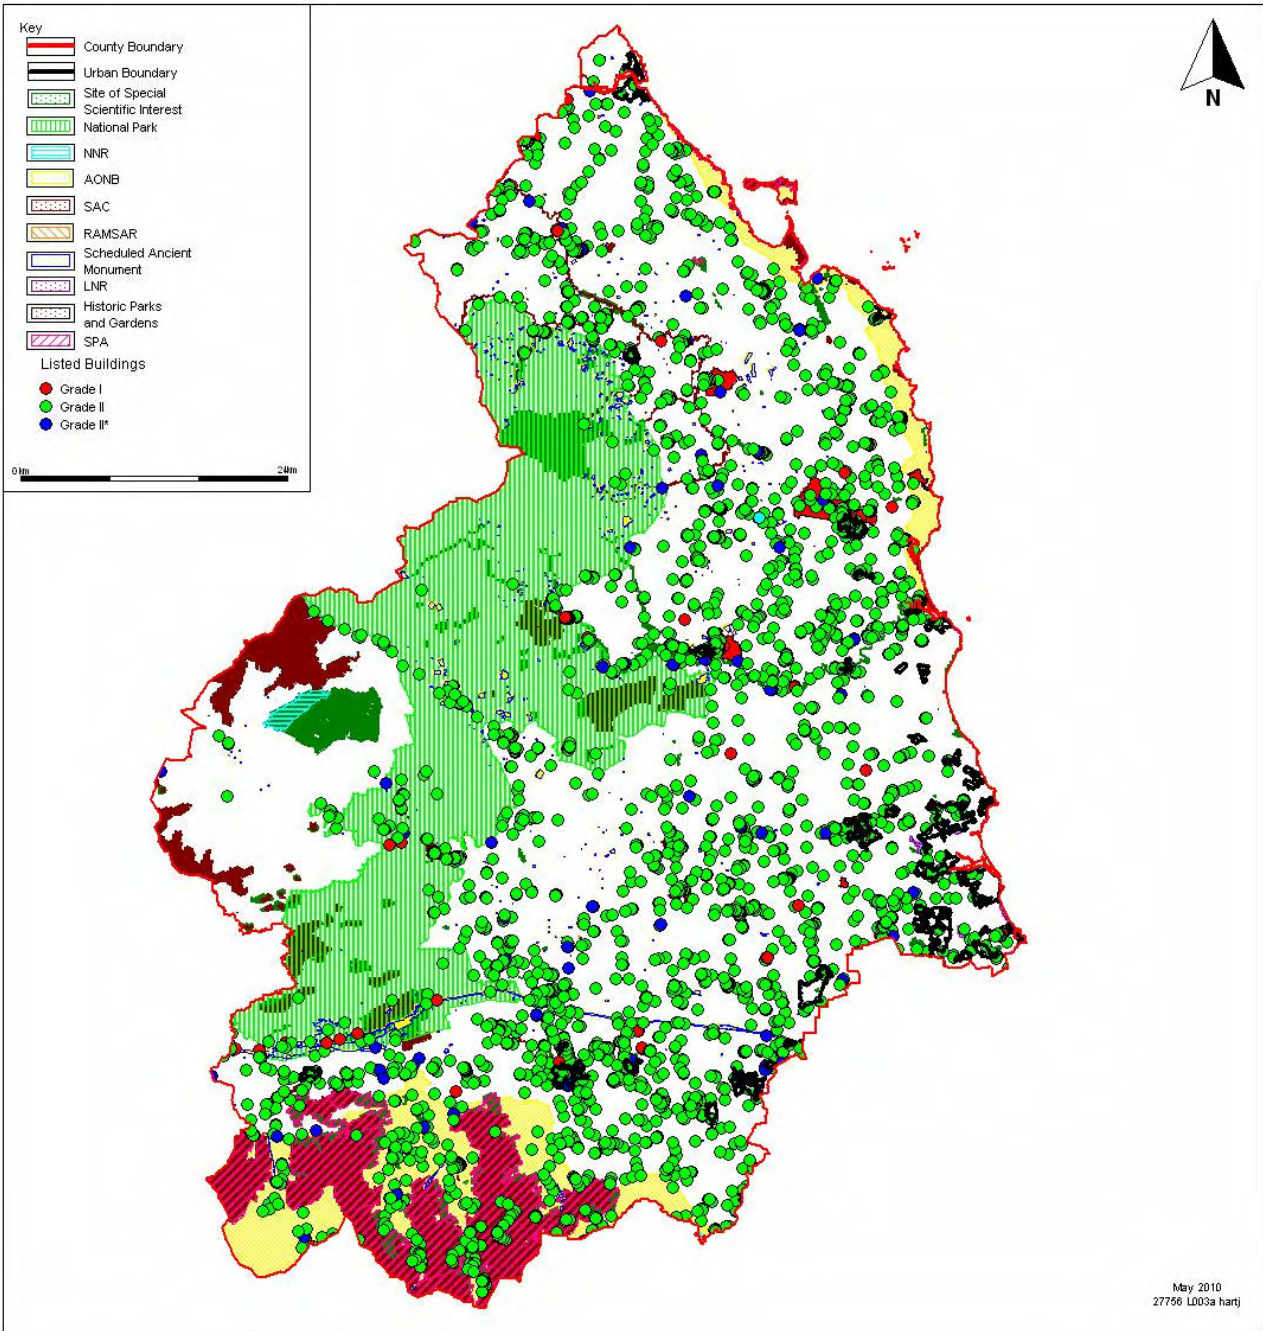 Key
County Boundary
Urban Boundary
Site of Special
Scientific Interest
National Park
NNR
AONB
SAC
RAMSAR
Scheduled Ancient
Monument
LNR
Historic Parks
and Gardens
SPA
Listed Buildings
Grade I
Grade II
Grade II*
0 km 24km
N
May 2010
27756 L003a hartj